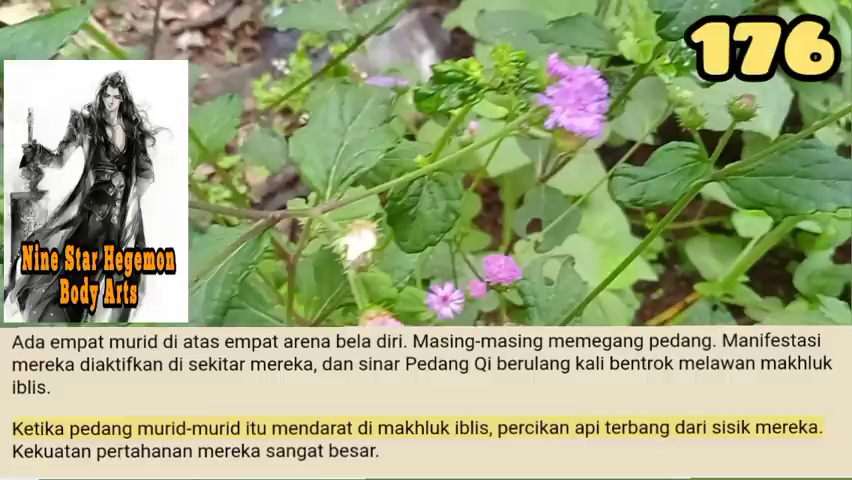 176
Nine Star Hegemon
Body Arts
Ada empat murid di atas empat arena bela diri. Masing-masing memegang pedang. Manifestasi
mereka diaktifkan di sekitar mereka, dan sinar Pedang Qi berulang kali bentrok melawan makhluk
iblis.
Ketika pedang murid-murid itu mendarat di makhluk iblis, percikan api terbang dari sisik mereka.
Kekuatan pertahanan mereka sangat besar.